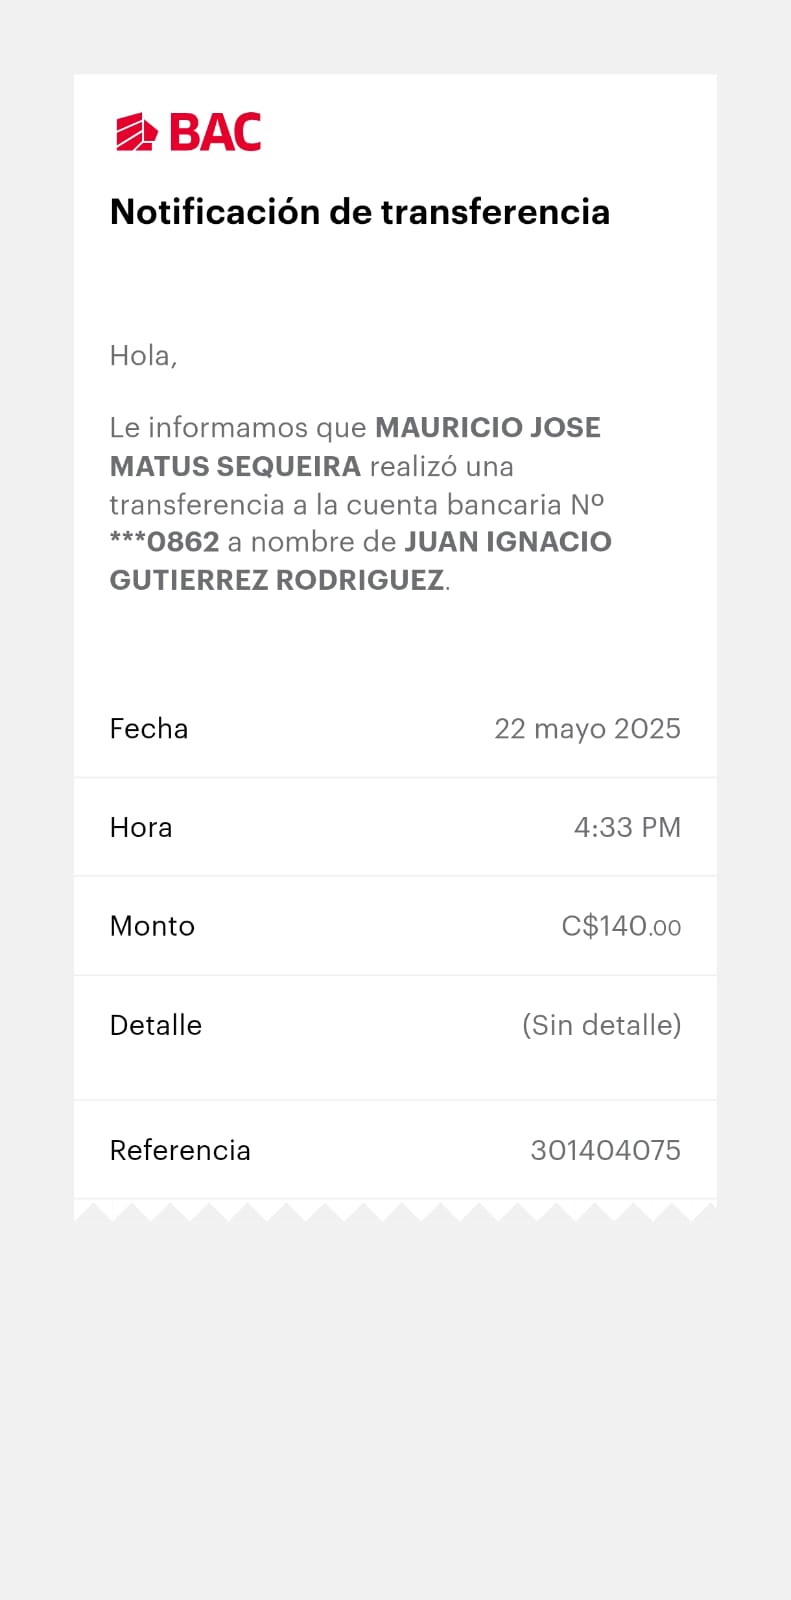 BAC
Notificación de transferencia
Hola,
Le informamos que MAURICIO JOSE
MATUS SEQUEIRA realizó una
transferencia a la cuenta bancaria Nº
***0862 a nombre de JUAN IGNACIO
GUTIERREZ RODRIGUEZ.
Fecha 22 mayo 2025
Hora 4:33 PM
Monto C$140.00
Detalle (Sin detalle)
Referencia 301404075